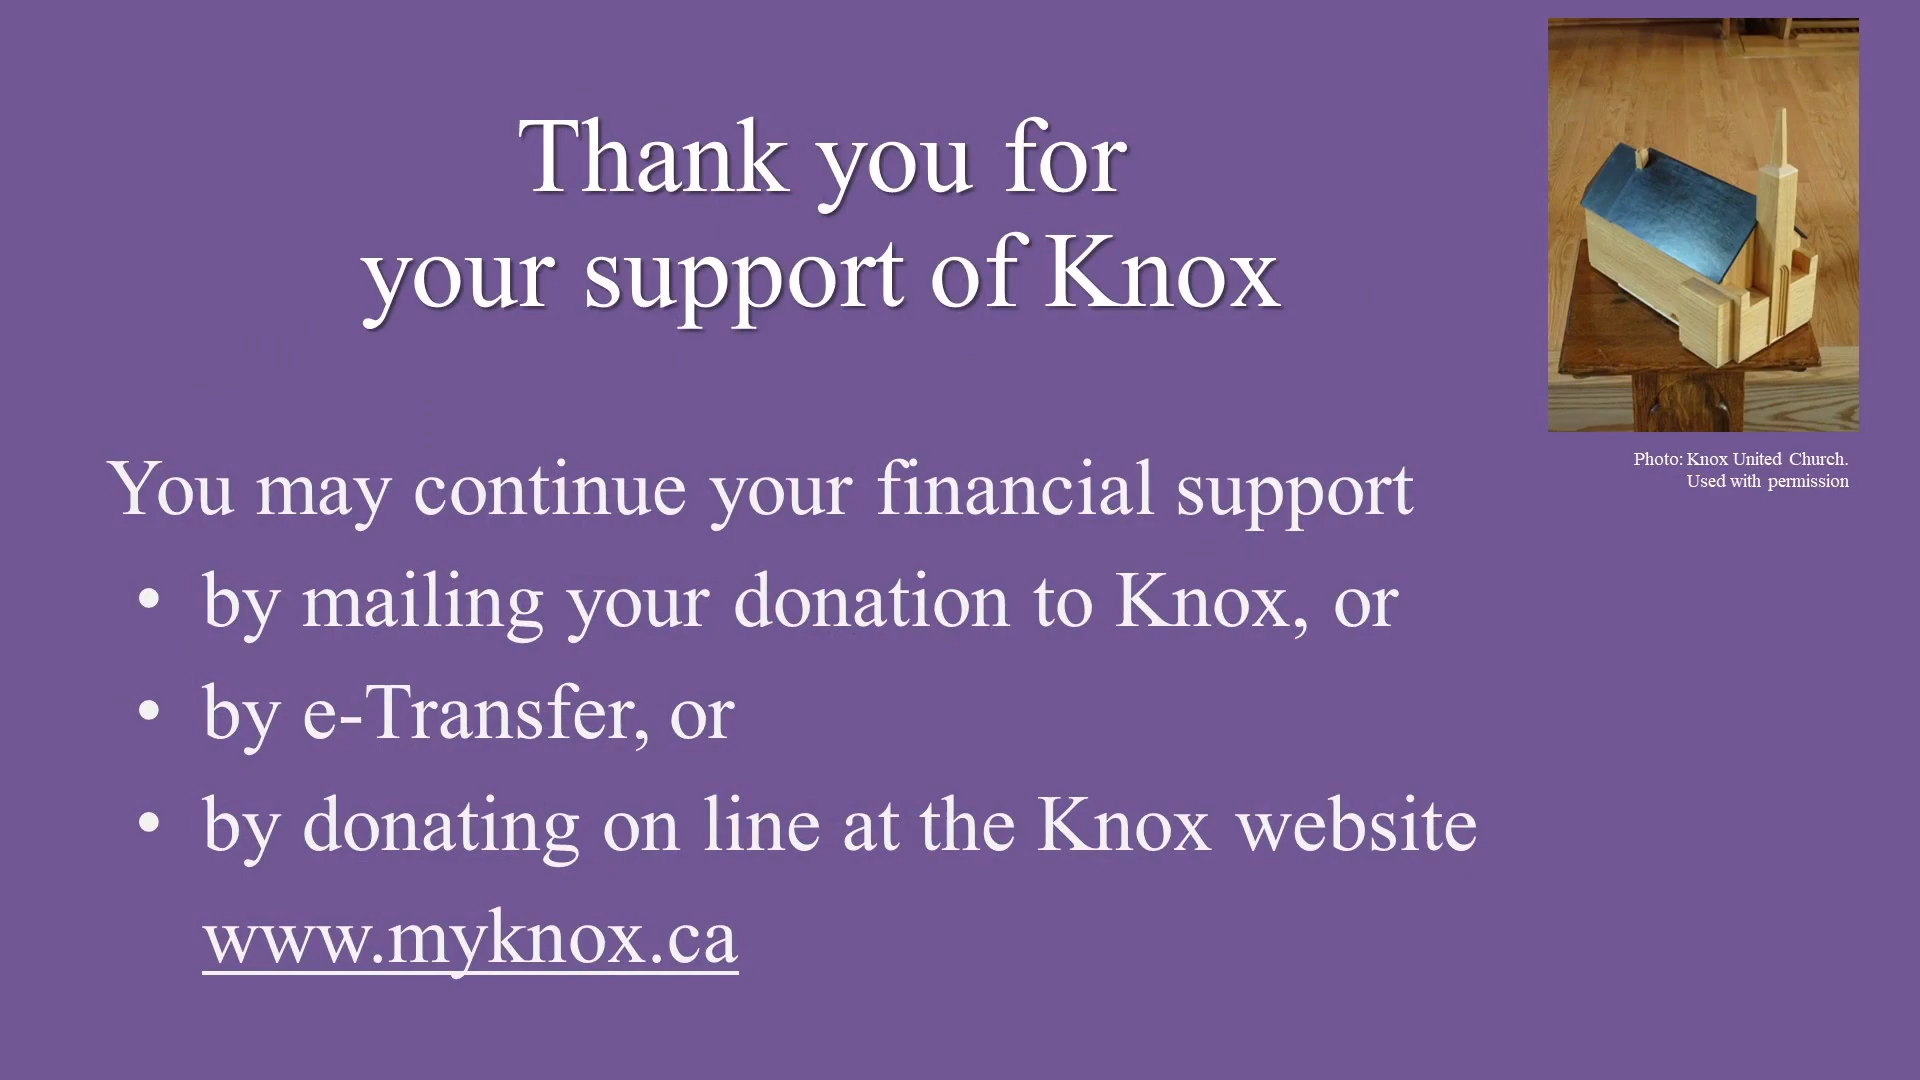 Thank you for
your support of Knox
Photo: Knox United Church.
Used with permission
You may continue your financial support
• by mailing your donation to Knox, or
• by e-Transfer, or
• by donating on line at the Knox website
www.myknox.ca